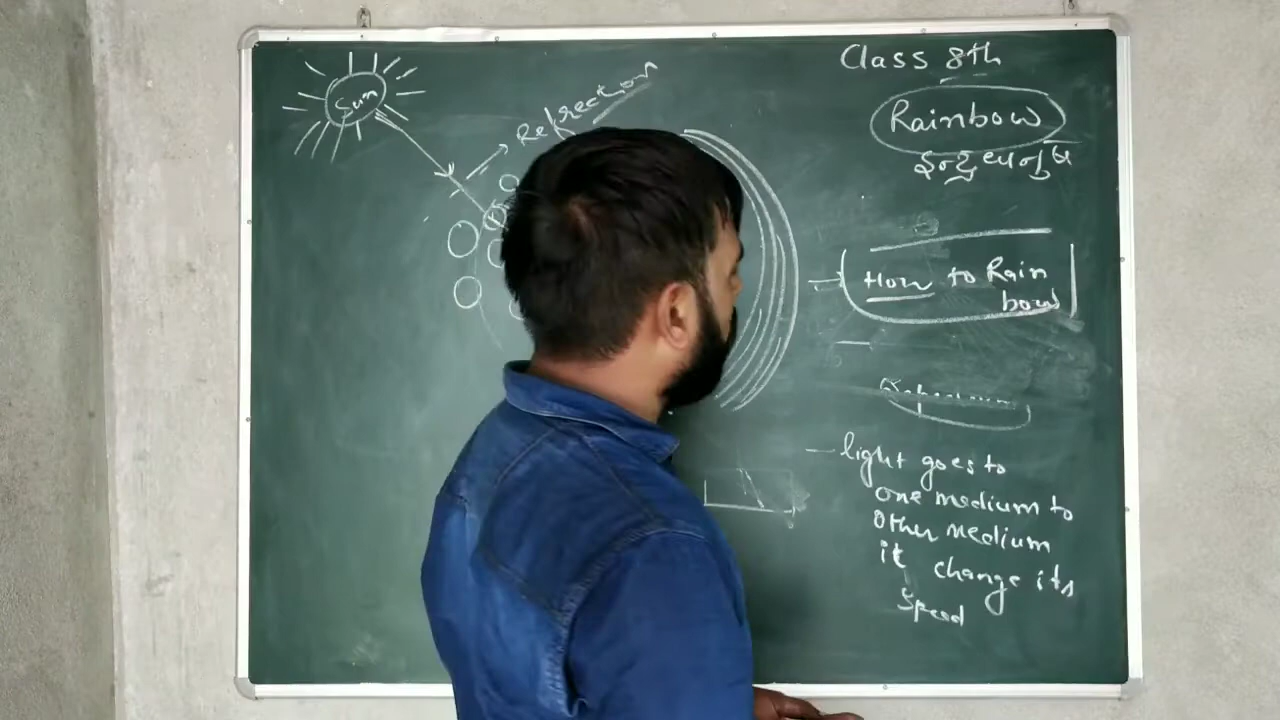 Class 8th
Sun
Refraction
Rainbow
How to Rain
bow
light goes to
one medium to
Other medium
it change its
Speed